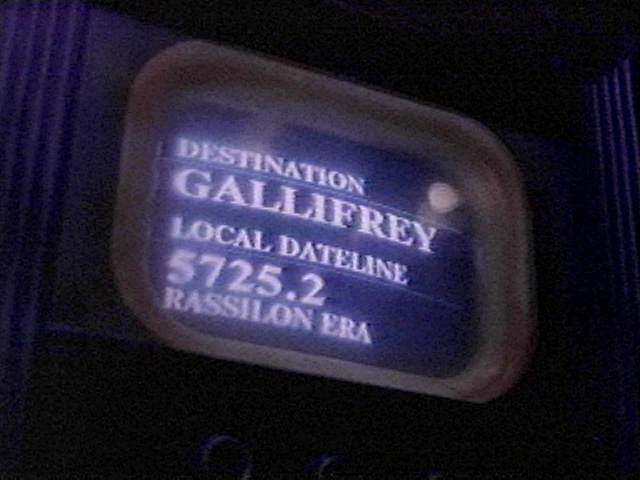 DESTINATION
GALLIFREY
LOCAL DATELINE
5725.2
RASSILON ERA